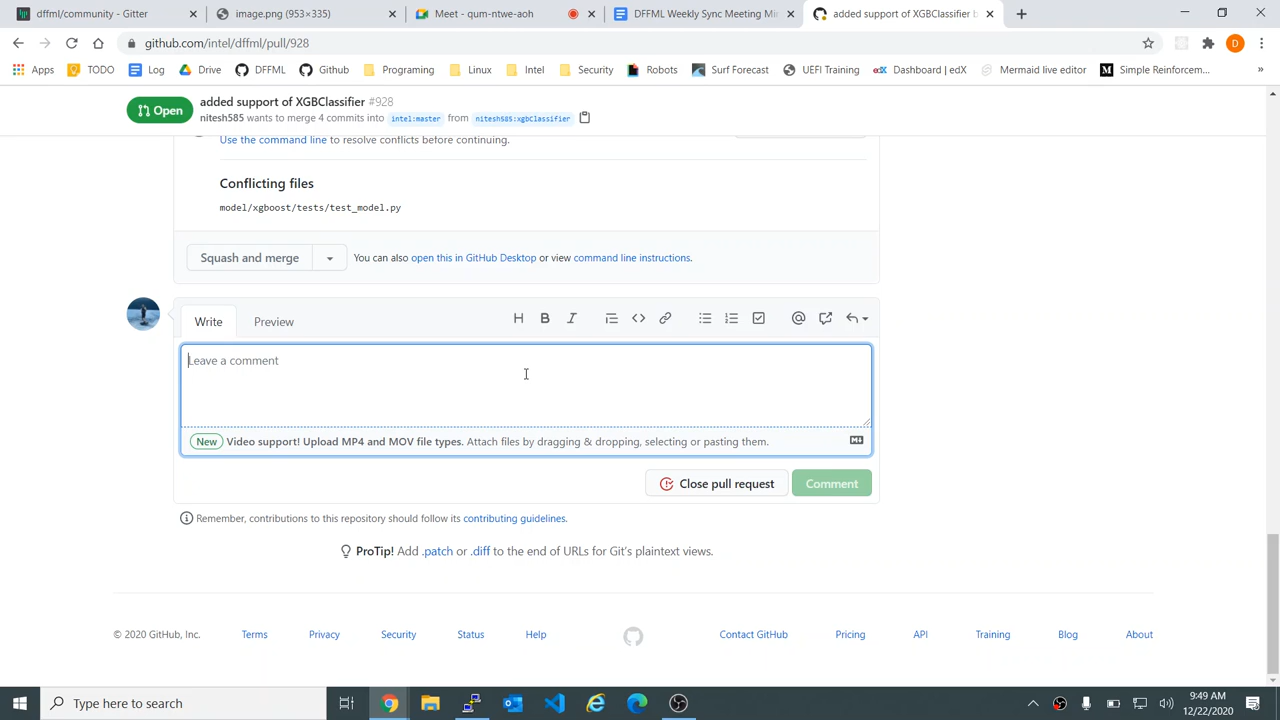 dffml/community - Gitter
image.png (953×335)
Meet - qum-ntwe-aoh
DFFML Weekly Sync Meeting Mi
added support of XGBClassifier b
github.com/intel/dffml/pull/928
D
Apps
TODO
Log
Drive
DFFML
Github
Programing
Linux
Intel
Security
Robots
Surf Forecast
UEFI Training
Dashboard | edX
Mermaid live editor
Simple Reinforcem...
Open
added support of XGBClassifier #928
nitesh585 wants to merge 4 commits into intel:master from nitesh585:xgbClassifier
Use the command line to resolve conflicts before continuing.
Conflicting files
model/xgboost/tests/test_model.py
Squash and merge
You can also open this in GitHub Desktop or view command line instructions.
Write
Preview
Leave a comment
New Video support! Upload MP4 and MOV file types. Attach files by dragging & dropping, selecting or pasting them.
Close pull request
Comment
Remember, contributions to this repository should follow its contributing guidelines.
ProTip! Add .patch or .diff to the end of URLs for Git's plaintext views.
© 2020 GitHub, Inc.
Terms
Privacy
Security
Status
Help
Contact GitHub
Pricing
API
Training
Blog
About
Type here to search
9:49 AM
12/22/2020